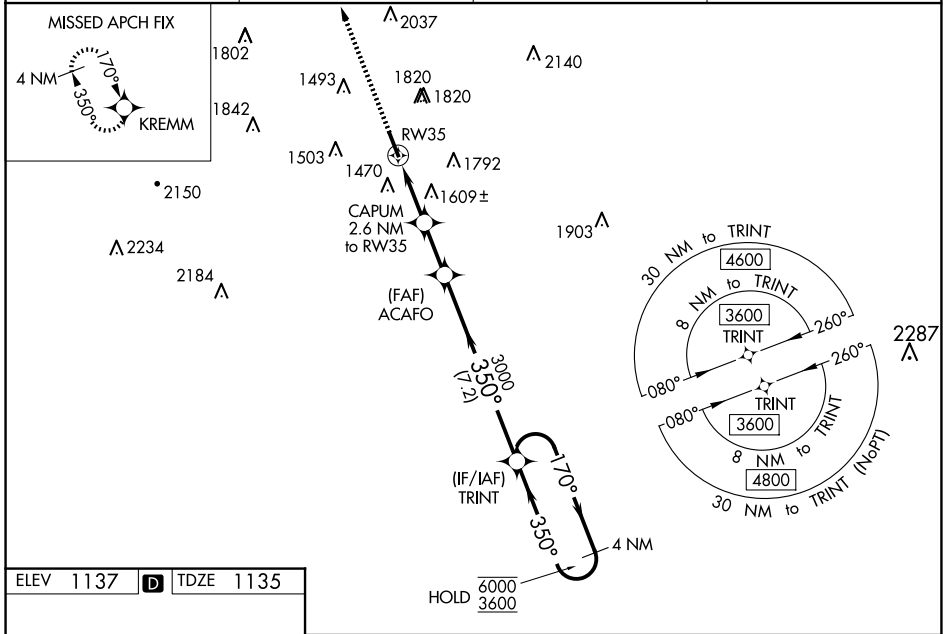 MISSED APCH FIX
4 NM
170°
350°
KREMM
1802
1842
2037
2140
1493
1820
1820
RW35
1503
1470
1792
1609±
2150
CAPUM
2.6 NM
to RW35
1903
2234
2184
(FAF)
ACAFO
3000
350°
(7.2)
(IF/IAF)
TRINT
170°
350°
4 NM
HOLD 6000
3600
30 NM to TRINT
4600
8 NM to TRINT
3600
TRINT
260°
080°
2287
260°
080°
TRINT
3600
8 NM to TRINT
4800
30 NM to TRINT (NoPT)
ELEV 1137 D TDZE 1135